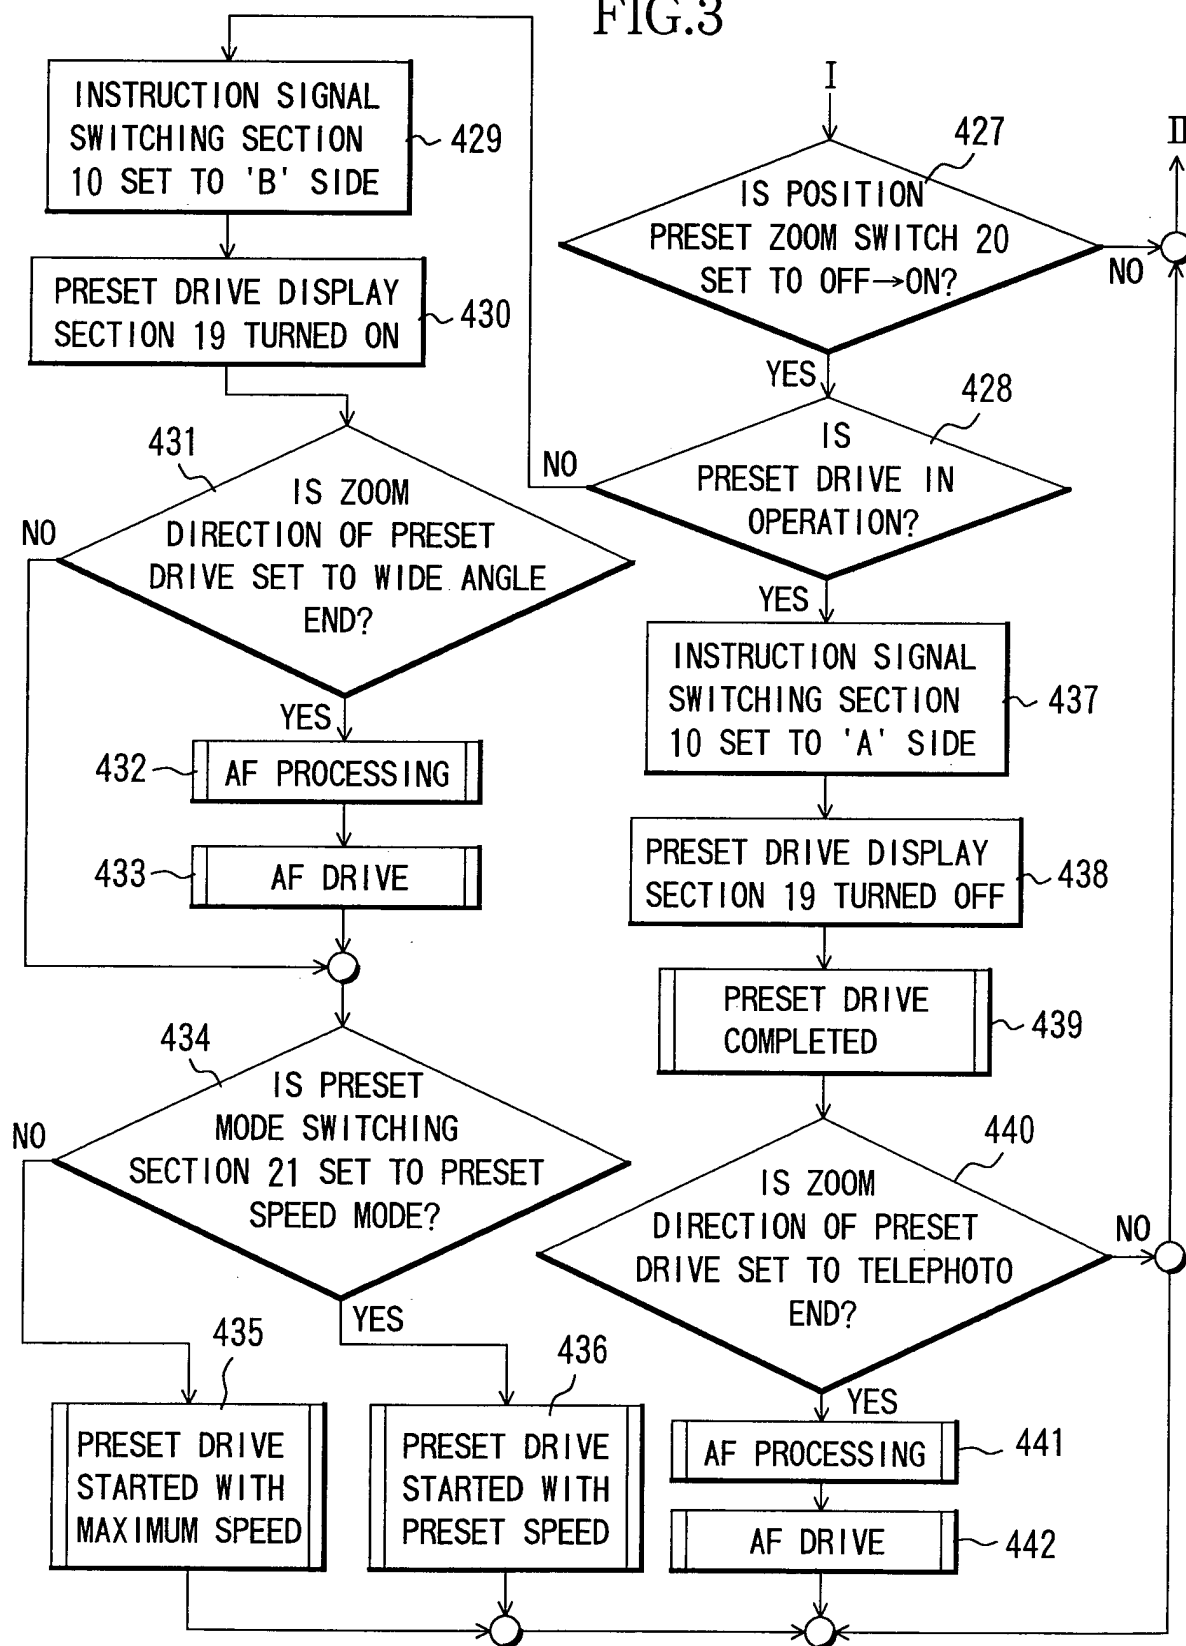 FIG.3
I
II
427
IS POSITION
PRESET ZOOM SWITCH 20
SET TO OFF→ON?
NO
YES
428
IS
PRESET DRIVE IN
OPERATION?
NO
YES
INSTRUCTION SIGNAL
SWITCHING SECTION
10 SET TO 'B' SIDE
429
PRESET DRIVE DISPLAY
SECTION 19 TURNED ON
430
431
IS ZOOM
DIRECTION OF PRESET
DRIVE SET TO WIDE ANGLE
END?
NO
YES
432
AF PROCESSING
433
AF DRIVE
434
IS PRESET
MODE SWITCHING
SECTION 21 SET TO PRESET
SPEED MODE?
NO
YES
435
PRESET DRIVE
STARTED WITH
MAXIMUM SPEED
436
PRESET DRIVE
STARTED WITH
PRESET SPEED
INSTRUCTION SIGNAL
SWITCHING SECTION
10 SET TO 'A' SIDE
437
PRESET DRIVE DISPLAY
SECTION 19 TURNED OFF
438
PRESET DRIVE
COMPLETED
439
440
IS ZOOM
DIRECTION OF PRESET
DRIVE SET TO TELEPHOTO
END?
NO
YES
AF PROCESSING
441
AF DRIVE
442